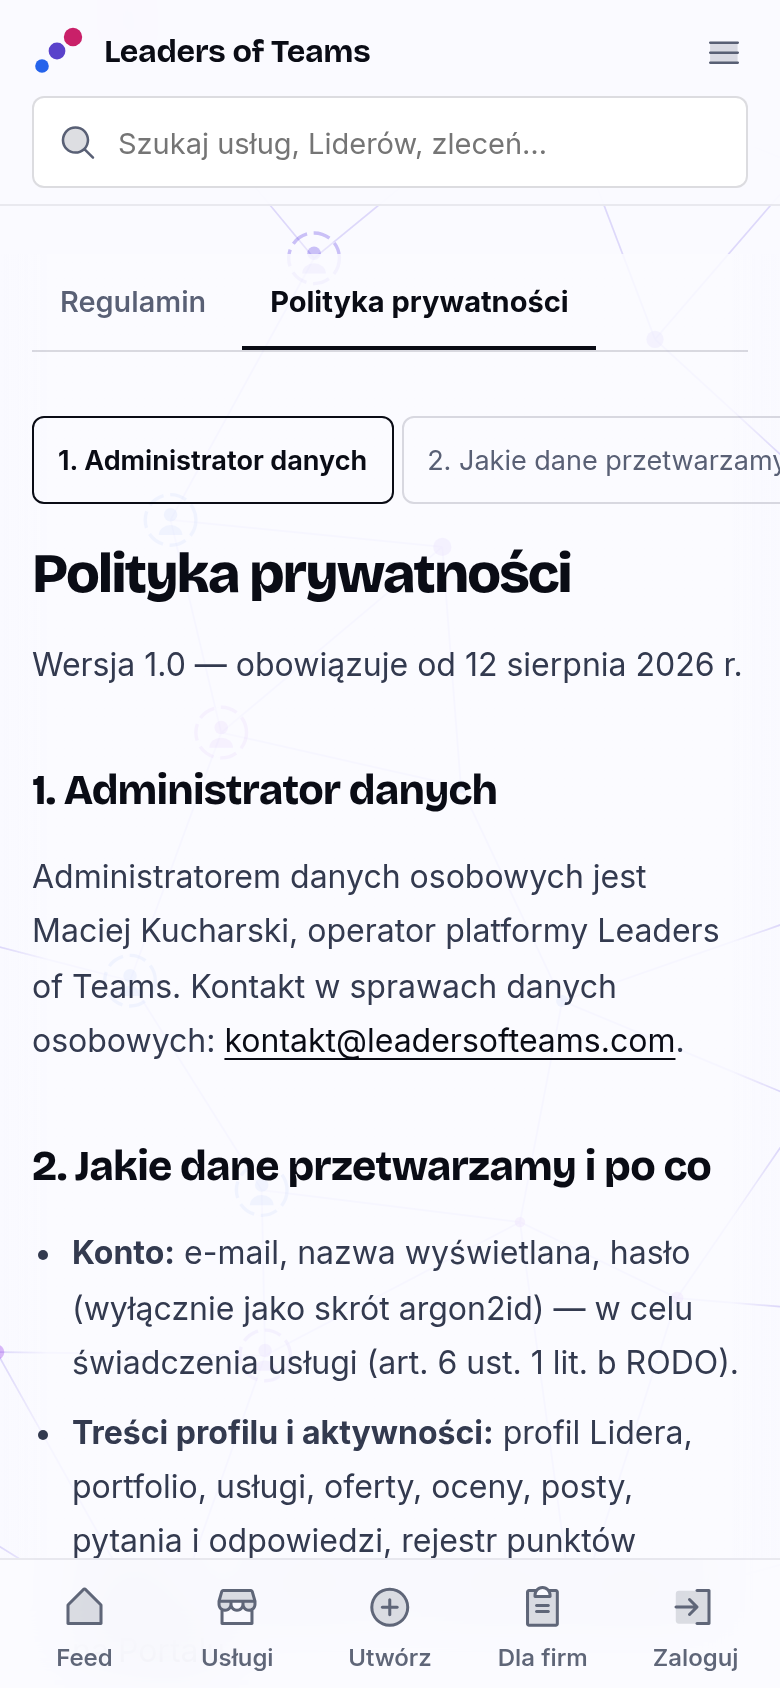 Leaders of Teams
Szukaj usług, Liderów, zleceń...
Regulamin
Polityka prywatności
1. Administrator danych
2. Jakie dane przetwarzamy
Polityka prywatności
Wersja 1.0 — obowiązuje od 12 sierpnia 2026 r.
1. Administrator danych
Administratorem danych osobowych jest
Maciej Kucharski, operator platformy Leaders
of Teams. Kontakt w sprawach danych
osobowych: kontakt@leadersofteams.com.
2. Jakie dane przetwarzamy i po co
• Konto: e-mail, nazwa wyświetlana, hasło
(wyłącznie jako skrót argon2id) — w celu
świadczenia usługi (art. 6 ust. 1 lit. b RODO).
• Treści profilu i aktywności: profil Lidera,
portfolio, usługi, oferty, oceny, posty,
pytania i odpowiedzi, rejestr punktów
Feed
Usługi
Utwórz
Dla firm
Zaloguj